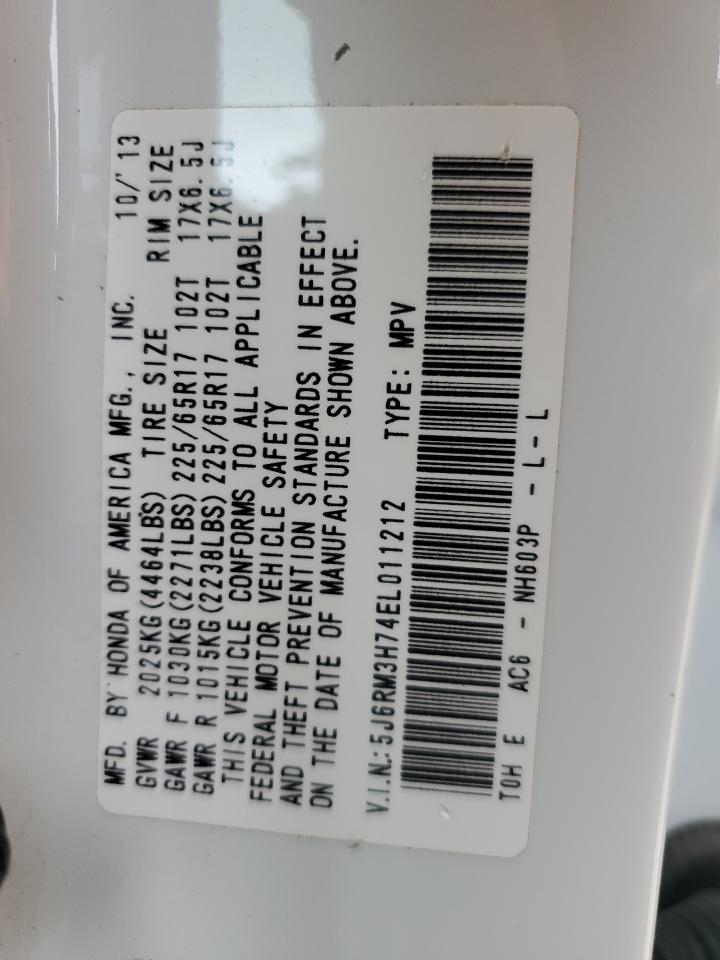 MFD. BY HONDA OF AMERICA MFG., INC. 10/'13
GVWR 2025KG(4464LBS) TIRE SIZE RIM SIZE
GAWR F 1030KG(2271LBS) 225/65R17 102T 17X6.5J
GAWR R 1015KG(2238LBS) 225/65R17 102T 17X6.5J
THIS VEHICLE CONFORMS TO ALL APPLICABLE
FEDERAL MOTOR VEHICLE SAFETY
AND THEFT PREVENTION STANDARDS IN EFFECT
ON THE DATE OF MANUFACTURE SHOWN ABOVE.
V.I.N.: 5J6RM3H74EL011212 TYPE: MPV
T0H E AC6 - NH603P - L - L